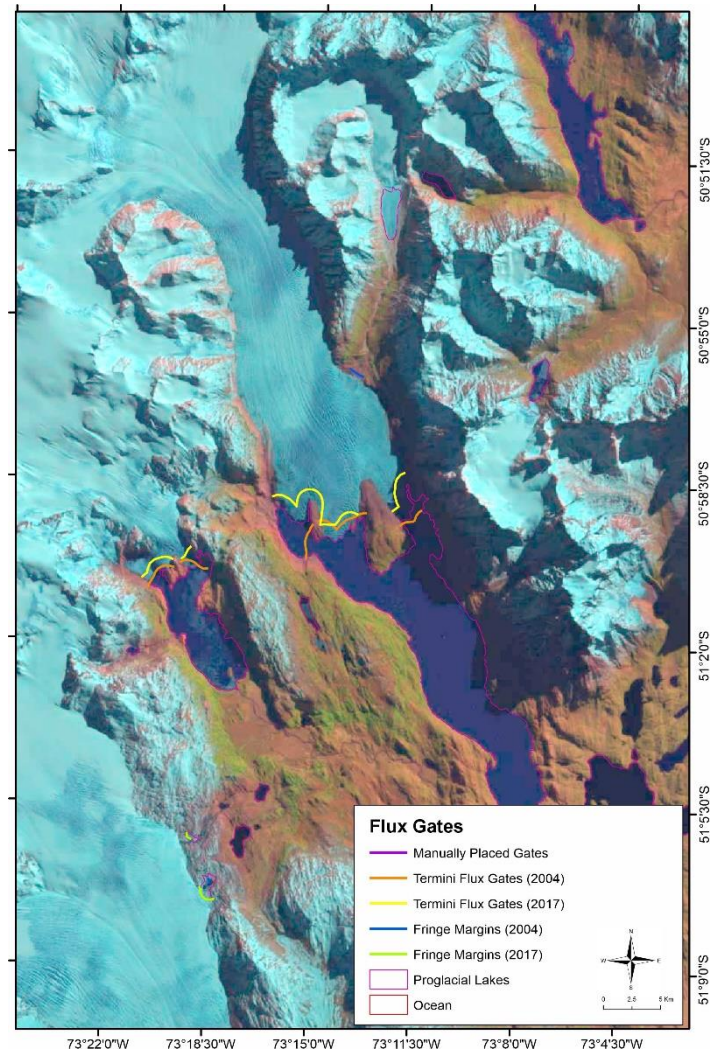 50°51'30"S
50°55'0"S
50°58'30"S
51°2'0"S
51°5'30"S
51°9'0"S
Flux Gates
Manually Placed Gates
Termini Flux Gates (2004)
Termini Flux Gates (2017)
Fringe Margins (2004)
Fringe Margins (2017)
Proglacial Lakes
Ocean
N
W E
S
0 2.5 5 Km
73°22'0"W 73°18'30"W 73°15'0"W 73°11'30"W 73°8'0"W 73°4'30"W